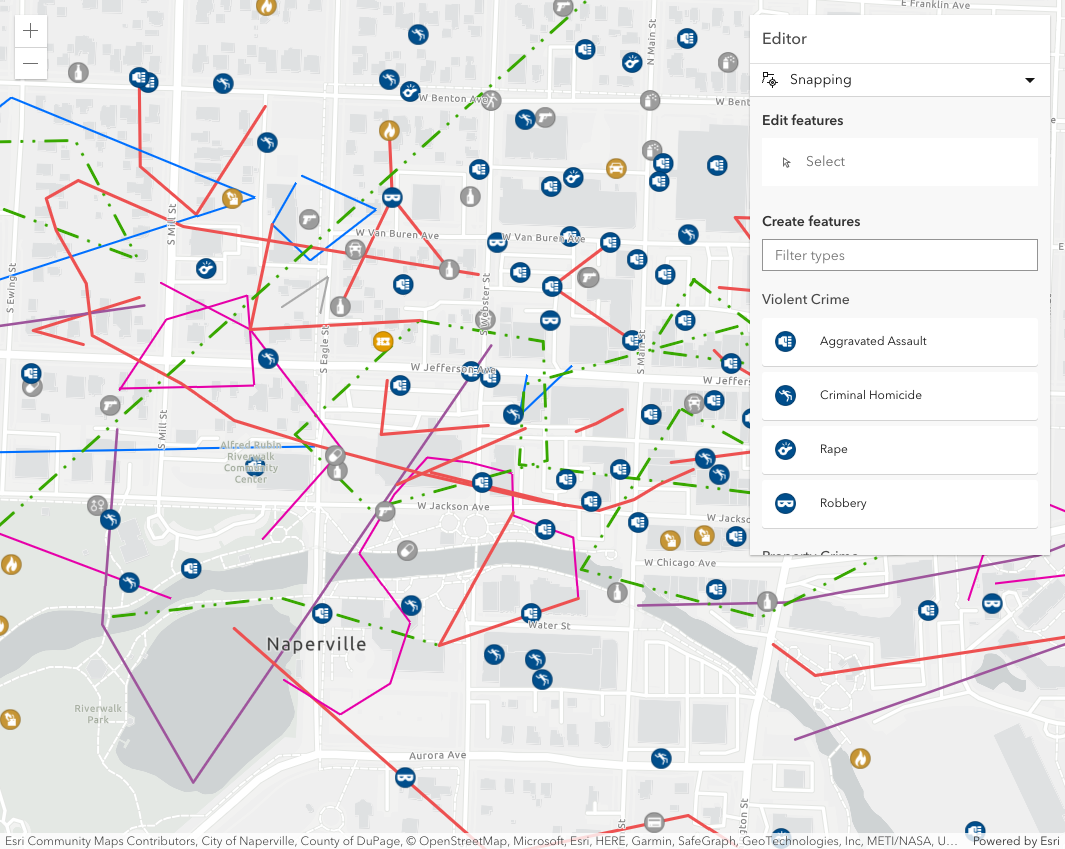 E Franklin Ave
N Main St
Editor
Snapping
W Benton Ave
W Bent
Edit features
Select
S Mill St
W Van Buren Ave
W Van Buren Ave
Create features
Filter types
S Ewing St
S Webster St
Violent Crime
S Eagle St
S Main St
Aggravated Assault
W Jefferson Ave
W Jeffers
Criminal Homicide
S Mill St
Alfred Rubin
Riverwalk
Community
Center
Rape
W Jackson Ave
W Jackso
Robbery
Property Crime
W Chicago Ave
Water St
Naperville
Riverwalk
Park
Aurora Ave
ngton St
St
Esri Community Maps Contributors, City of Naperville, County of DuPage, © OpenStreetMap, Microsoft, Esri, HERE, Garmin, SafeGraph, GeoTechnologies, Inc, METI/NASA, U…
Powered by Esri